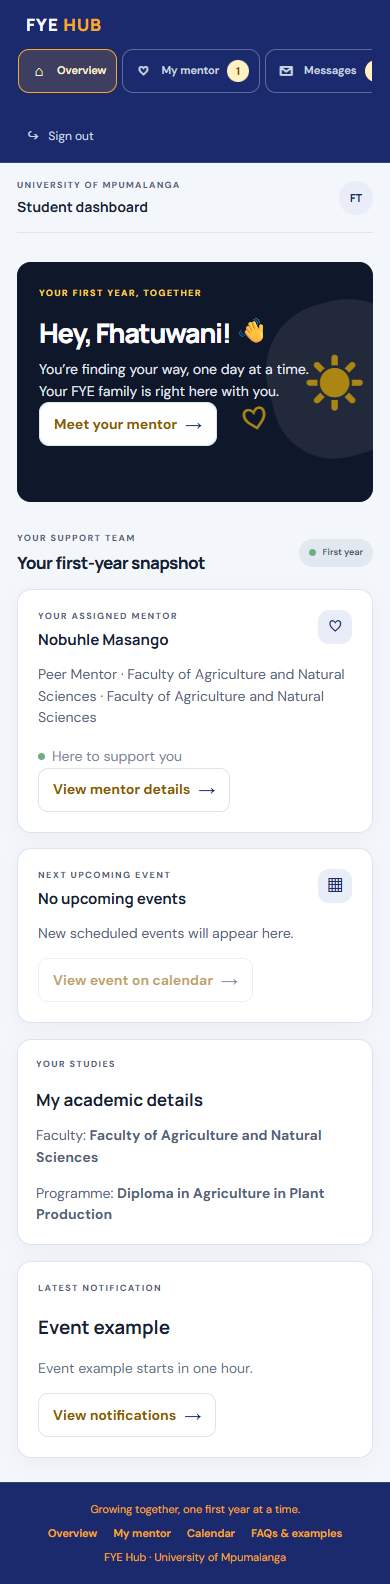 FYE HUB
Overview
My mentor 1
Messages
Sign out
UNIVERSITY OF MPUMALANGA
Student dashboard
FT
YOUR FIRST YEAR, TOGETHER
Hey, Fhatuwani! 👋
You’re finding your way, one day at a time.
Your FYE family is right here with you.
Meet your mentor →
YOUR SUPPORT TEAM
Your first-year snapshot
First year
YOUR ASSIGNED MENTOR
Nobuhle Masango
Peer Mentor · Faculty of Agriculture and Natural
Sciences · Faculty of Agriculture and Natural
Sciences
Here to support you
View mentor details →
NEXT UPCOMING EVENT
No upcoming events
New scheduled events will appear here.
View event on calendar →
YOUR STUDIES
My academic details
Faculty: Faculty of Agriculture and Natural
Sciences
Programme: Diploma in Agriculture in Plant
Production
LATEST NOTIFICATION
Event example
Event example starts in one hour.
View notifications →
Growing together, one first year at a time.
Overview My mentor Calendar FAQs & examples
FYE Hub · University of Mpumalanga